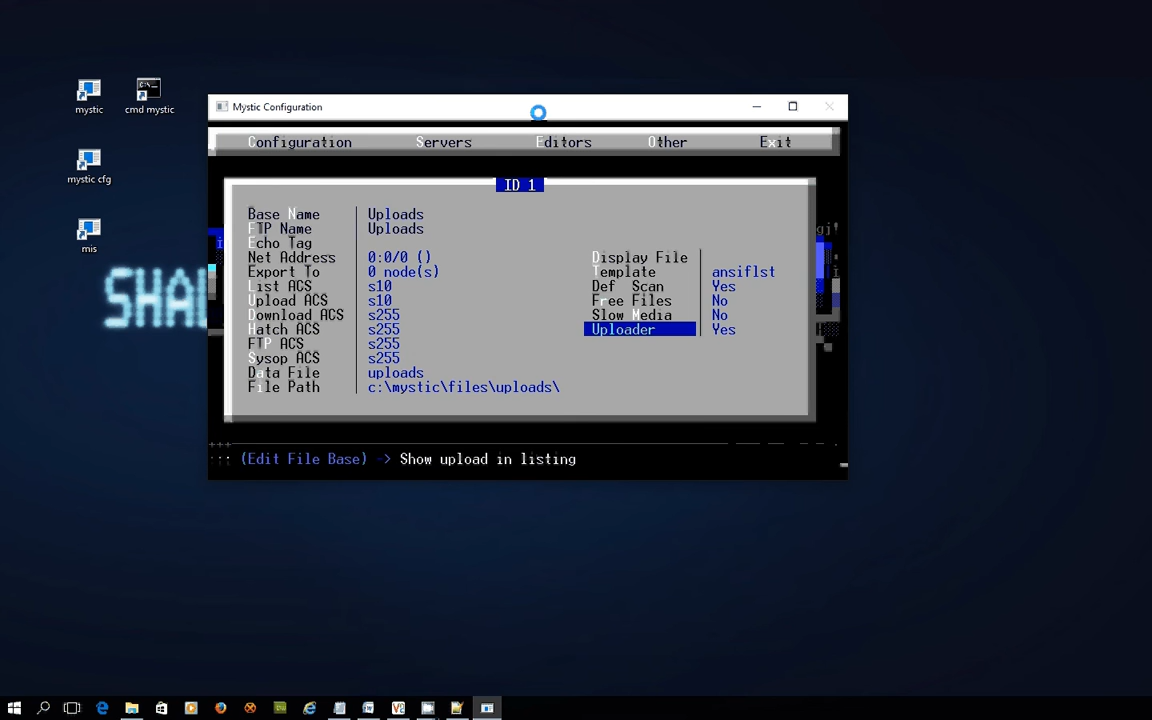 mystic
cmd mystic
mystic cfg
mis
SHA
Mystic Configuration
Configuration Servers Editors Other Exit
ID 1
Base Name Uploads
FTP Name Uploads
Echo Tag
Net Address 0:0/0 () Display File
Export To 0 node(s) Template ansiflst
List ACS s10 Def Scan Yes
Upload ACS s10 Free Files No
Download ACS s255 Slow Media No
Hatch ACS s255 Uploader Yes
FTP ACS s255
Sysop ACS s255
Data File uploads
File Path c:\mystic\files\uploads\
(Edit File Base) -> Show upload in listing